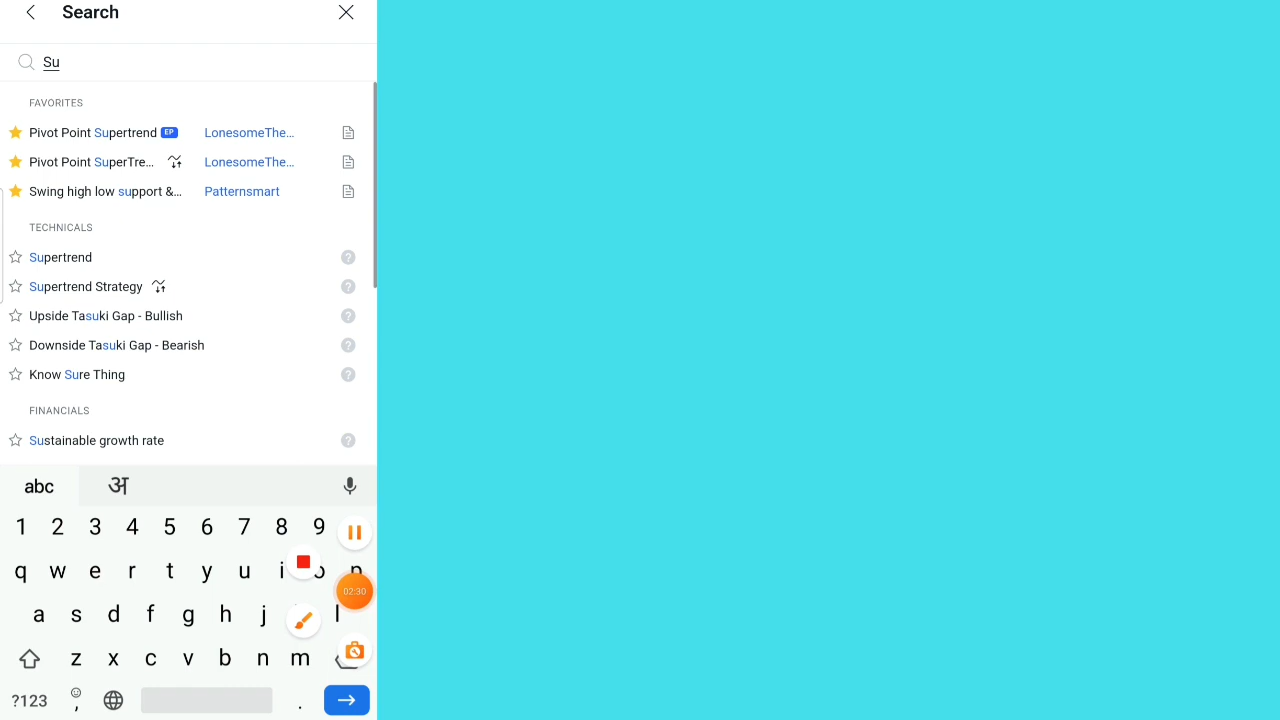 Search
Su
FAVORITES
Pivot Point Supertrend EP LonesomeThe...
Pivot Point SuperTre... LonesomeThe...
Swing high low support &... Patternsmart
TECHNICALS
Supertrend ?
Supertrend Strategy ?
Upside Tasuki Gap - Bullish ?
Downside Tasuki Gap - Bearish ?
Know Sure Thing ?
FINANCIALS
Sustainable growth rate ?
abc अ
1 2 3 4 5 6 7 8 9
q w e r t y u i o p
02:30
a s d f g h j l
z x c v b n m
?123 , .